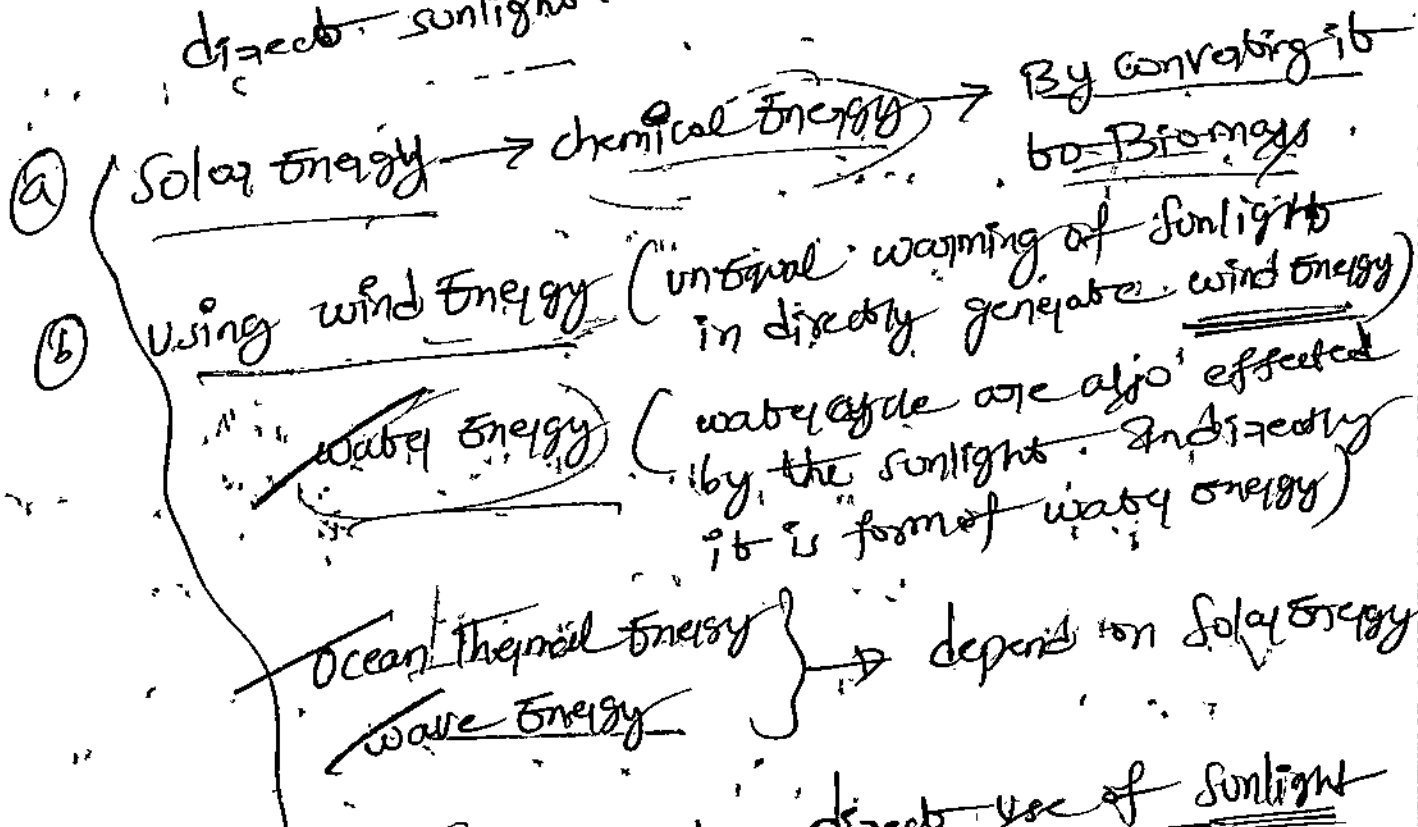 direct sunlight
(a) Solar Energy → chemical Energy → By converting it
to Biomass.
(b) Using wind Energy (unequal warming of sunlight
in directly generate wind Energy)
water Energy (water cycle are also effected
by the sunlight. Indirectly
it is form of water energy)
Ocean Thermal Energy } → depend on Solar Energy
wave Energy
direct use of Sunlight